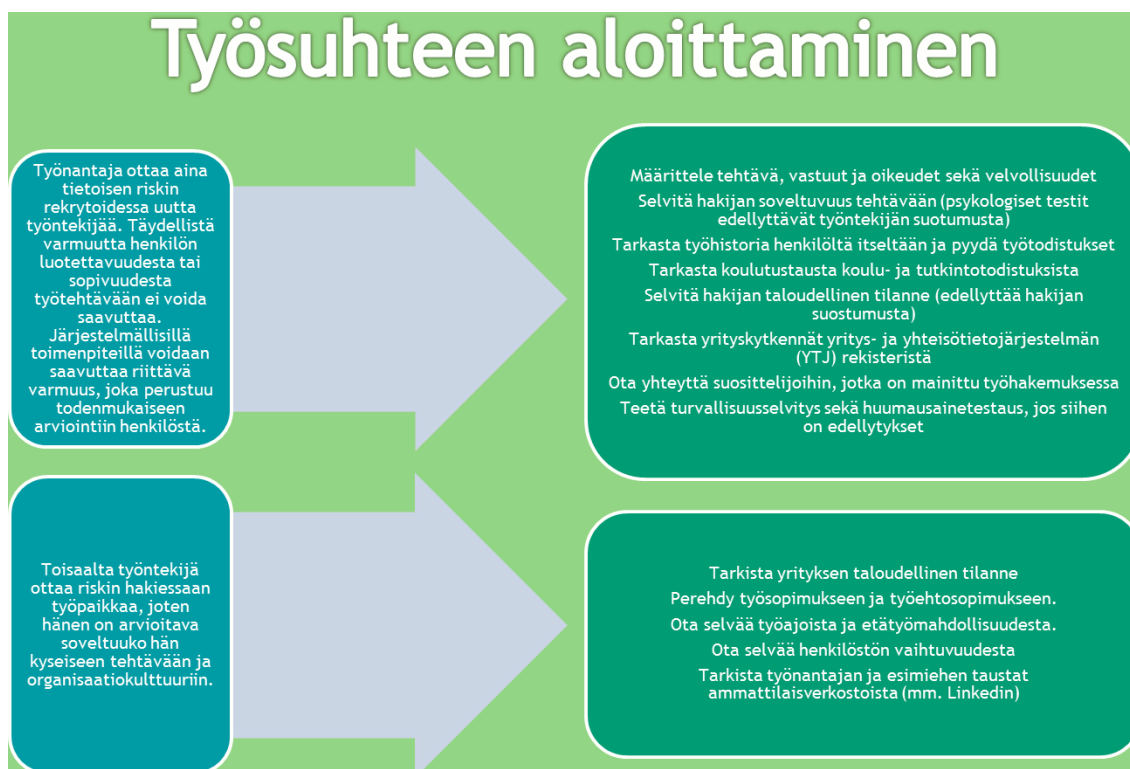 Työsuhteen aloittaminen
Työnantaja ottaa aina
tietoisen riskin
rekrytoidessa uutta
työntekijää. Täydellistä
varmuutta henkilön
luotettavuudesta tai
sopivuudesta
työtehtävään ei voida
saavuttaa.
Järjestelmällisillä
toimenpiteillä voidaan
saavuttaa riittävä
varmuus, joka perustuu
todenmukaiseen
arviointiin henkilöstä.
Määrittele tehtävä, vastuut ja oikeudet sekä velvollisuudet
Selvitä hakijan soveltuvuus tehtävään (psykologiset testit
edellyttävät työntekijän suotumusta)
Tarkasta työhistoria henkilöltä itseltään ja pyydä työtodistukset
Tarkasta koulutustausta koulu- ja tutkintotodistuksista
Selvitä hakijan taloudellinen tilanne (edellyttää hakijan
suostumusta)
Tarkasta yrityskytkennät yritys- ja yhteisötietojärjestelmän
(YTJ) rekisteristä
Ota yhteyttä suosittelijoihin, jotka on mainittu työhakemuksessa
Teetä turvallisuusselvitys sekä huumausainetestaus, jos siihen
on edellytykset
Toisaalta työntekijä
ottaa riskin hakiessaan
työpaikkaa, joten
hänen on arvioitava
soveltuuko hän
kyseiseen tehtävään ja
organisaatiokulttuuriin.
Tarkista yrityksen taloudellinen tilanne
Perehdy työsopimukseen ja työehtosopimukseen.
Ota selvää työajoista ja etätyömahdollisuudesta.
Ota selvää henkilöstön vaihtuvuudesta
Tarkista työnantajan ja esimiehen taustat
ammattilaisverkostoista (mm. Linkedin)